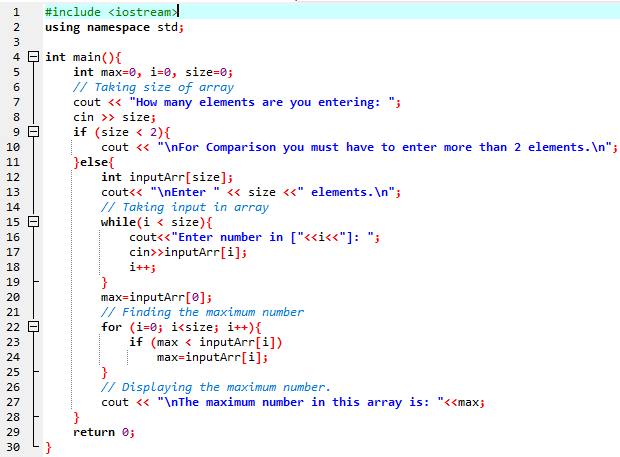 1 #include <iostream>
2 using namespace std;
3
4 int main(){
5 int max=0, i=0, size=0;
6 // Taking size of array
7 cout << "How many elements are you entering: ";
8 cin >> size;
9 if (size < 2){
10 cout << "\nFor Comparison you must have to enter more than 2 elements.\n";
11 }else{
12 int inputArr[size];
13 cout<< "\nEnter " << size <<" elements.\n";
14 // Taking input in array
15 while(i < size){
16 cout<<"Enter number in ["<<i<<"]: ";
17 cin>>inputArr[i];
18 i++;
19 }
20 max=inputArr[0];
21 // Finding the maximum number
22 for (i=0; i<size; i++){
23 if (max < inputArr[i])
24 max=inputArr[i];
25 }
26 // Displaying the maximum number.
27 cout << "\nThe maximum number in this array is: "<<max;
28 }
29 return 0;
30 }